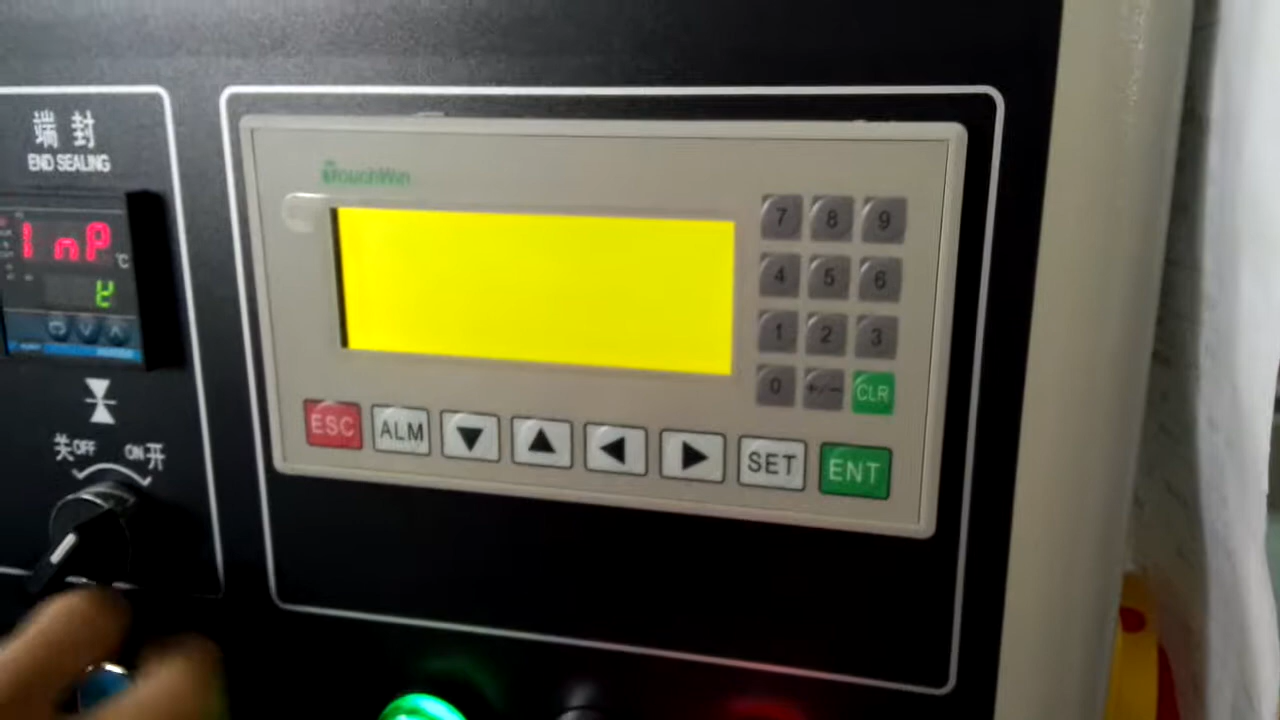 端封
END SEALING
InP
℃
关OFF ON开
TouchWin
7 8 9
4 5 6
1 2 3
0 +/- CLR
ESC ALM SET ENT